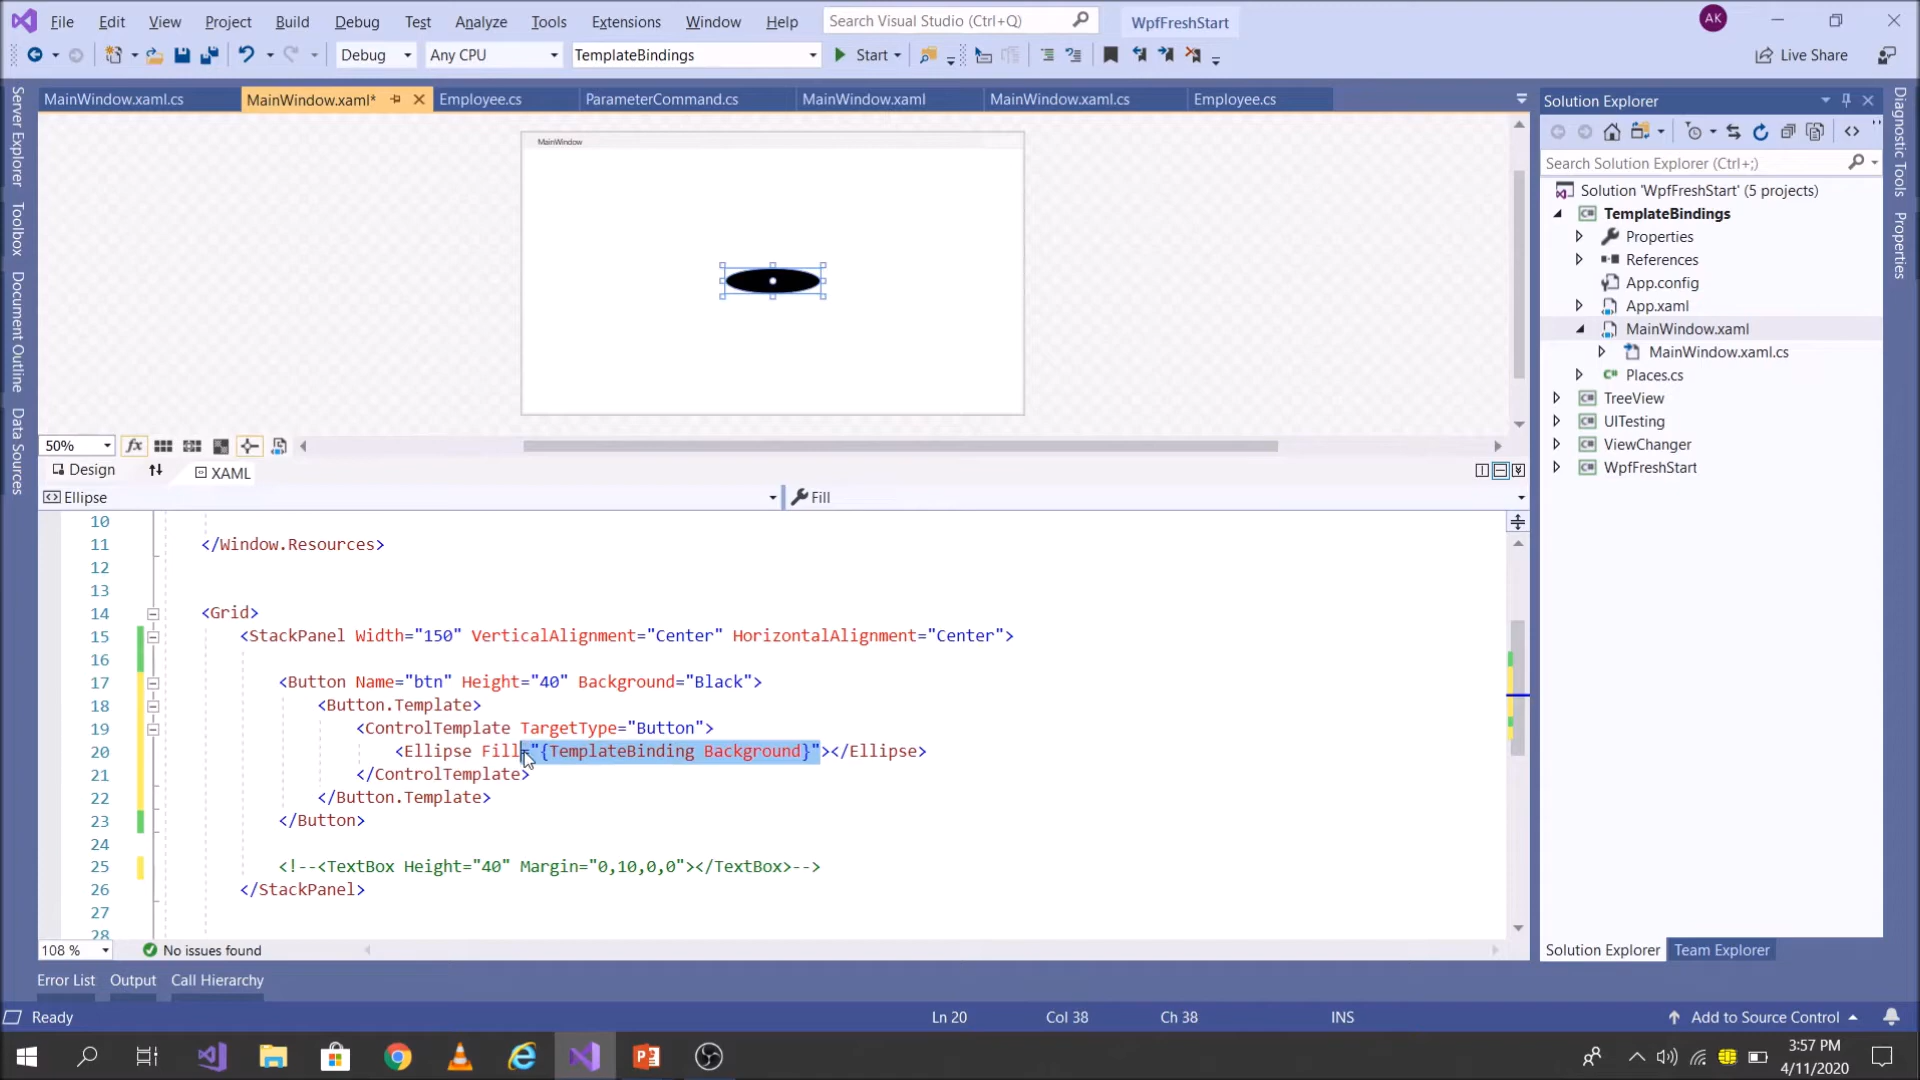 File Edit View Project Build Debug Test Analyze Tools Extensions Window Help Search Visual Studio (Ctrl+Q) WpfFreshStart AK
Debug Any CPU TemplateBindings Start Live Share
MainWindow.xaml.cs MainWindow.xaml* Employee.cs ParameterCommand.cs MainWindow.xaml MainWindow.xaml.cs Employee.cs
Server Explorer
Toolbox
Document Outline
Data Sources
MainWindow
50%
Design XAML
Ellipse Fill
10
11 </Window.Resources>
12
13
14 <Grid>
15 <StackPanel Width="150" VerticalAlignment="Center" HorizontalAlignment="Center">
16
17 <Button Name="btn" Height="40" Background="Black">
18 <Button.Template>
19 <ControlTemplate TargetType="Button">
20 <Ellipse Fill="{TemplateBinding Background}"></Ellipse>
21 </ControlTemplate>
22 </Button.Template>
23 </Button>
24
25 <!--<TextBox Height="40" Margin="0,10,0,0"></TextBox>-->
26 </StackPanel>
27
28
108 % No issues found
Solution Explorer
Search Solution Explorer (Ctrl+;)
Solution 'WpfFreshStart' (5 projects)
TemplateBindings
Properties
References
App.config
App.xaml
MainWindow.xaml
MainWindow.xaml.cs
Places.cs
TreeView
UITesting
ViewChanger
WpfFreshStart
Solution Explorer Team Explorer
Diagnostic Tools
Properties
Error List Output Call Hierarchy
Ready Ln 20 Col 38 Ch 38 INS Add to Source Control
3:57 PM
4/11/2020